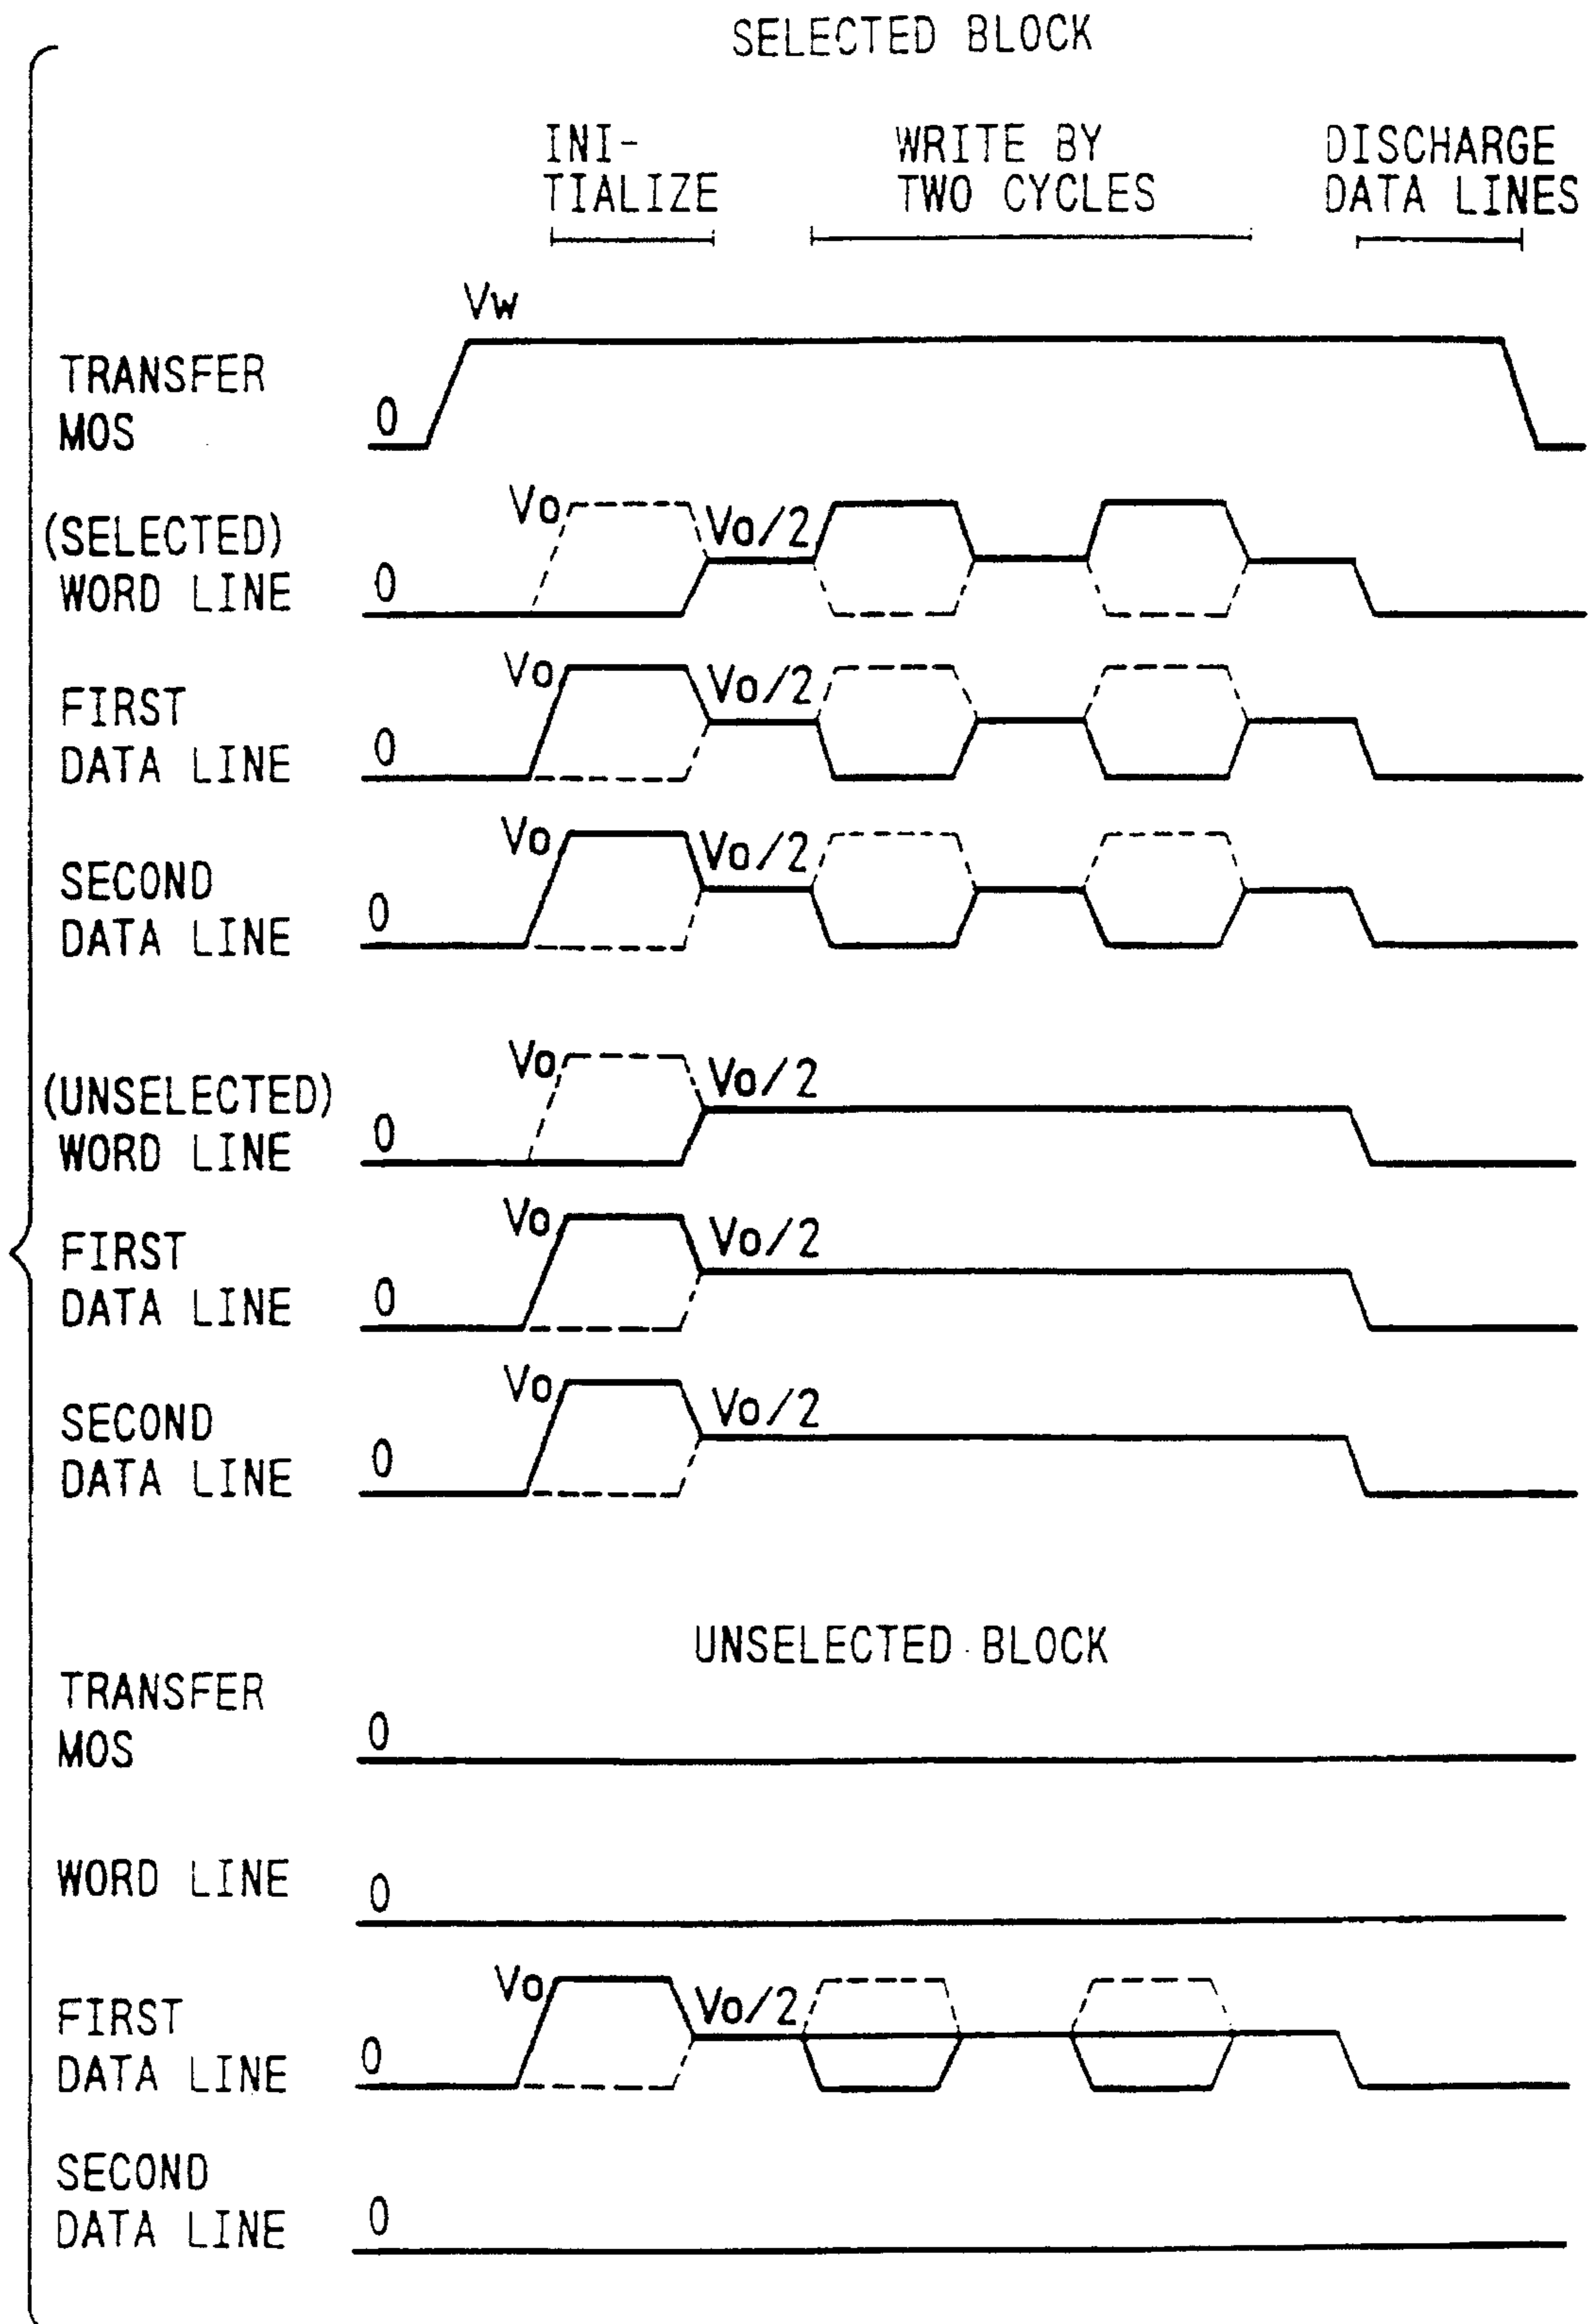 SELECTED BLOCK
INI-
TIALIZE
WRITE BY
TWO CYCLES
DISCHARGE
DATA LINES
Vw
TRANSFER
MOS
0
(SELECTED)
WORD LINE
0
Vo
Vo/2
FIRST
DATA LINE
0
Vo
Vo/2
SECOND
DATA LINE
0
Vo
Vo/2
(UNSELECTED)
WORD LINE
0
Vo
Vo/2
FIRST
DATA LINE
0
Vo
Vo/2
SECOND
DATA LINE
0
Vo
Vo/2
UNSELECTED BLOCK
TRANSFER
MOS
0
WORD LINE
0
FIRST
DATA LINE
0
Vo
Vo/2
SECOND
DATA LINE
0